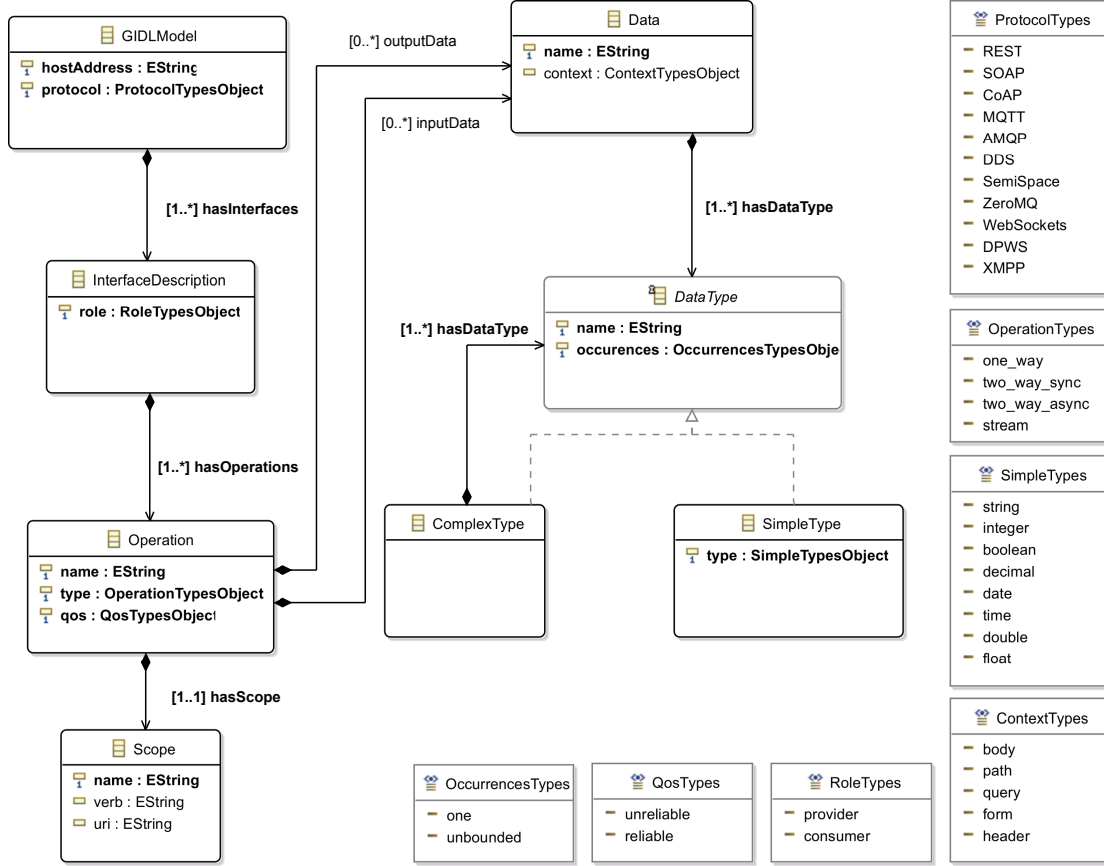 GIDLModel
hostAddress : EString
protocol : ProtocolTypesObject
[1..*] hasInterfaces
InterfaceDescription
role : RoleTypesObject
[1..*] hasOperations
Operation
name : EString
type : OperationTypesObject
qos : QosTypesObject
[1..1] hasScope
Scope
name : EString
verb : EString
uri : EString
[0..*] outputData
[0..*] inputData
Data
name : EString
context : ContextTypesObject
[1..*] hasDataType
DataType
name : EString
occurences : OccurrencesTypesObje
[1..*] hasDataType
ComplexType
SimpleType
type : SimpleTypesObject
OccurrencesTypes
one
unbounded
QosTypes
unreliable
reliable
RoleTypes
provider
consumer
ProtocolTypes
REST
SOAP
CoAP
MQTT
AMQP
DDS
SemiSpace
ZeroMQ
WebSockets
DPWS
XMPP
OperationTypes
one_way
two_way_sync
two_way_async
stream
SimpleTypes
string
integer
boolean
decimal
date
time
double
float
ContextTypes
body
path
query
form
header